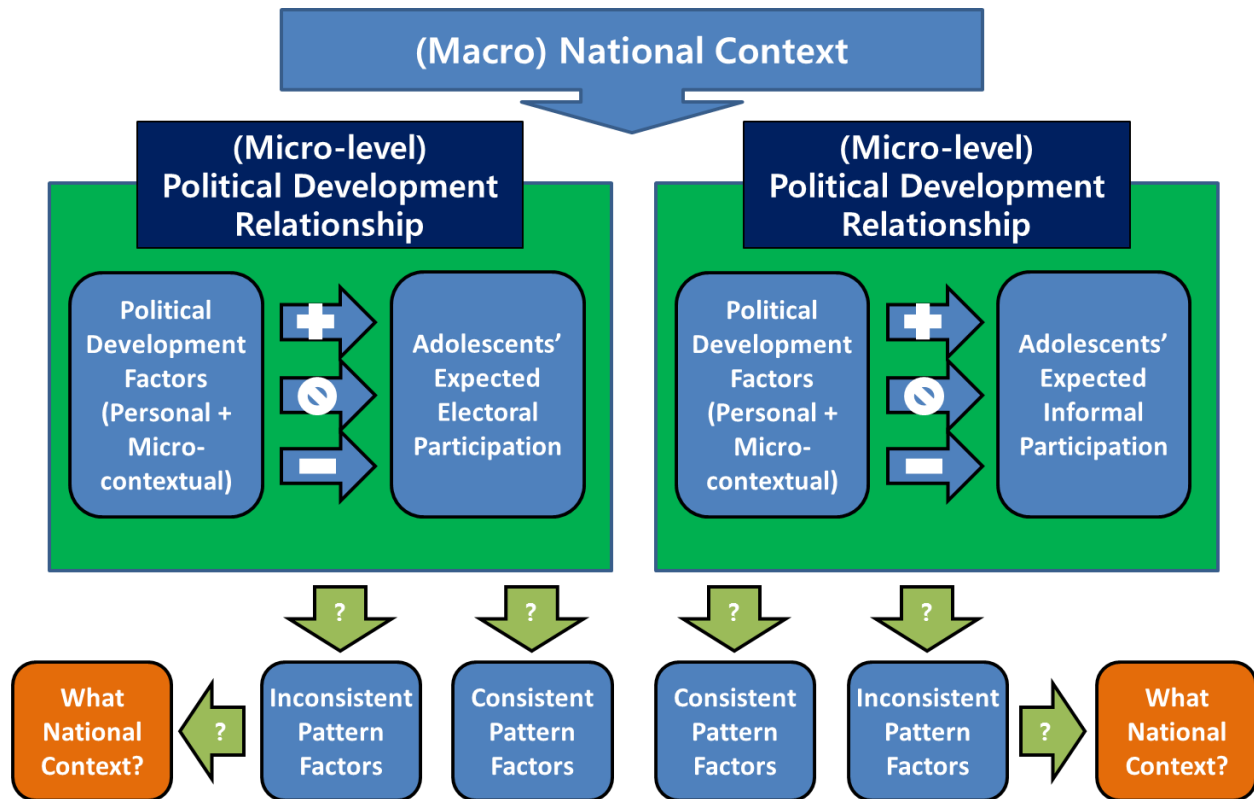 (Macro) National Context
(Micro-level)
Political Development
Relationship
Political
Development
Factors
(Personal +
Micro-
contextual)
Adolescents’
Expected
Electoral
Participation
(Micro-level)
Political Development
Relationship
Political
Development
Factors
(Personal +
Micro-
contextual)
Adolescents’
Expected
Informal
Participation
?
?
?
?
What
National
Context?
?
Inconsistent
Pattern
Factors
Consistent
Pattern
Factors
Consistent
Pattern
Factors
Inconsistent
Pattern
Factors
?
What
National
Context?